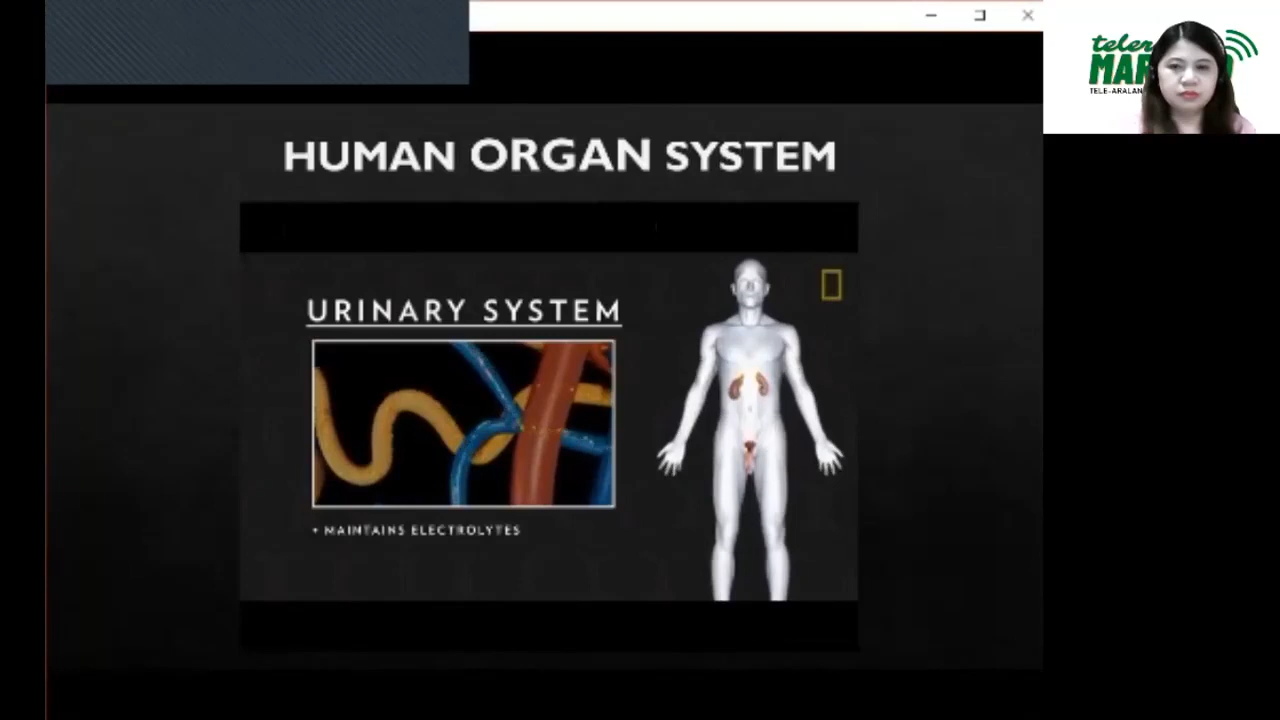 HUMAN ORGAN SYSTEM
URINARY SYSTEM
• MAINTAINS ELECTROLYTES
TELE-ARALAN